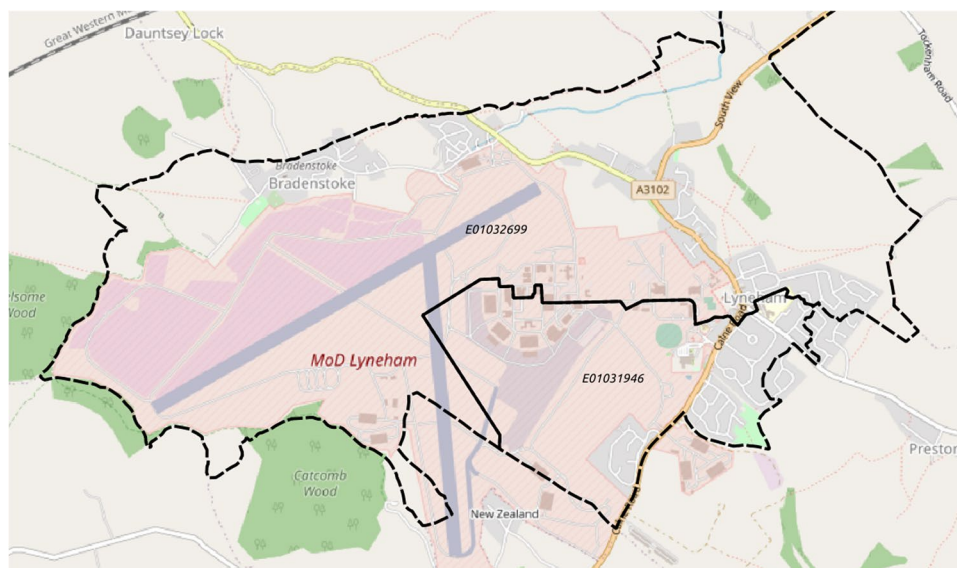 Great Western M
Dauntsey Lock
Tockenham Road
South View
Bradenstoke
Bradenstoke
A3102
E01032699
Lyneham
Wood
MoD Lyneham
Calne Road
E01031946
Preston
Catcomb
Wood
New Zealand